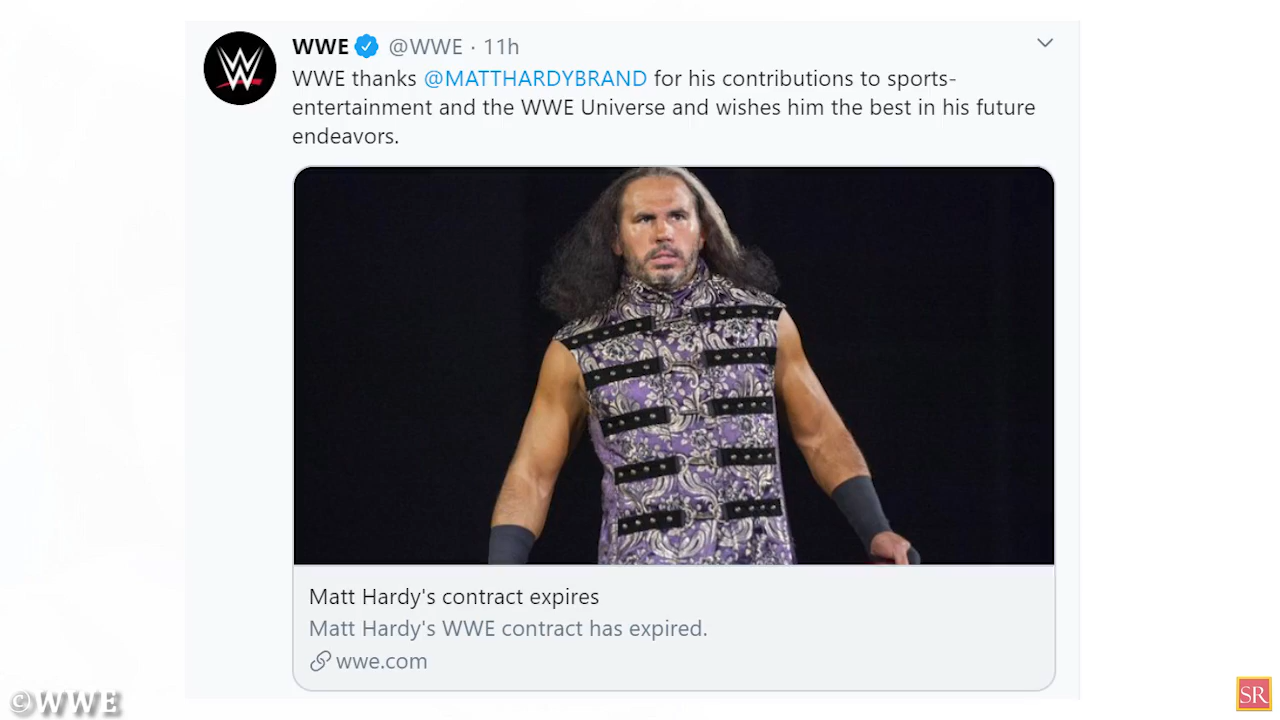 WWE @WWE · 11h
WWE thanks @MATTHARDYBRAND for his contributions to sports-
entertainment and the WWE Universe and wishes him the best in his future
endeavors.
Matt Hardy's contract expires
Matt Hardy's WWE contract has expired.
wwe.com
©WWE
SR